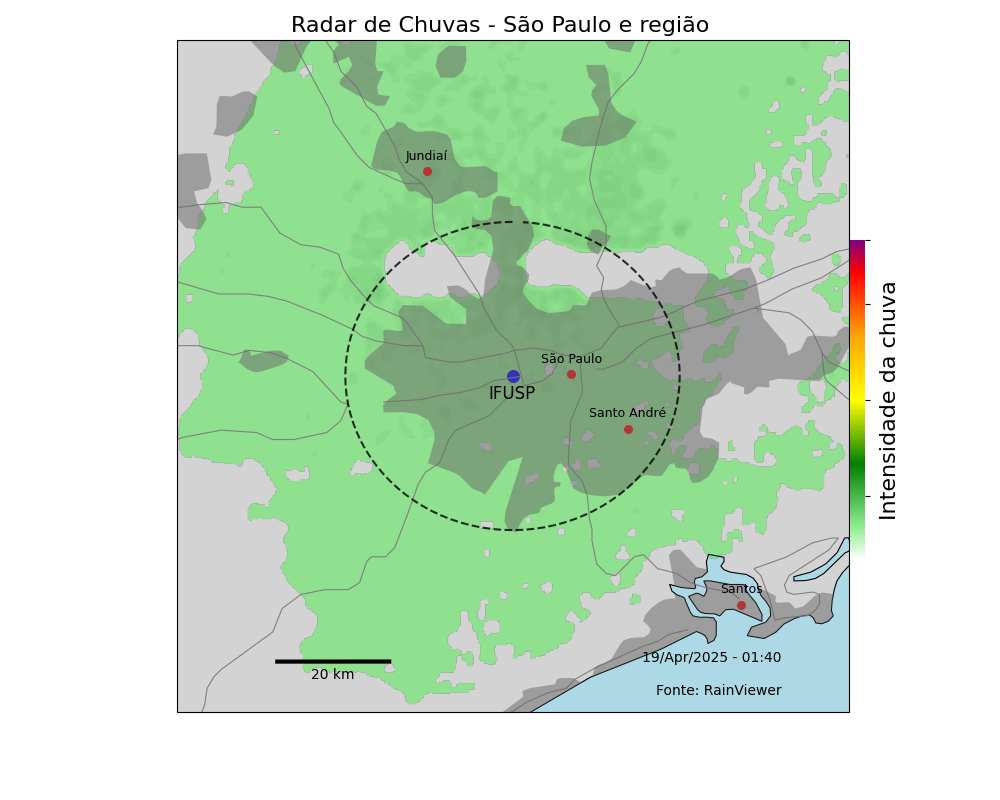 Radar de Chuvas - São Paulo e região
Jundiaí
São Paulo
IFUSP
Santo André
Santos
Intensidade da chuva
19/Apr/2025 - 01:40
20 km
Fonte: RainViewer